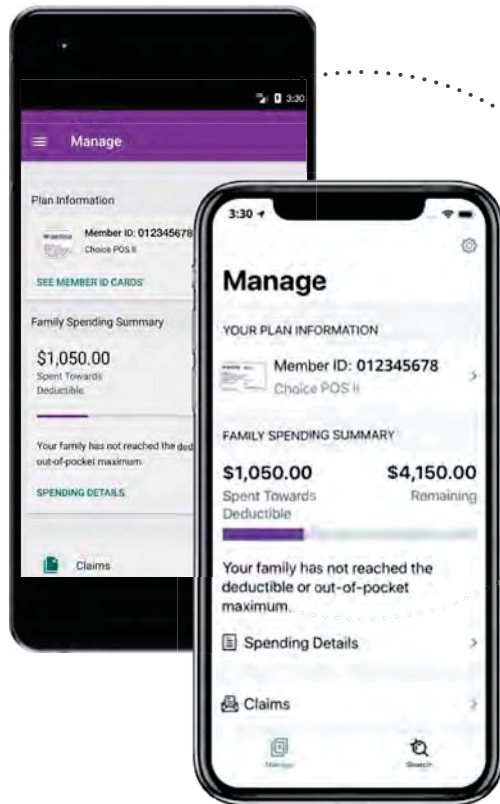 3:30
Manage
Plan Information
Member ID: 012345678
Choice POS II
SEE MEMBER ID CARDS
Family Spending Summary
$1,050.00
Spent Towards
Deductible
Your family has not reached the ded
out-of-pocket maximum
SPENDING DETAILS
Claims
3:30
Manage
YOUR PLAN INFORMATION
Member ID: 012345678
Choice POS II
FAMILY SPENDING SUMMARY
$1,050.00 $4,150.00
Spent Towards Remaining
Deductible
Your family has not reached the
deductible or out-of-pocket
maximum.
Spending Details
Claims
Manage Search